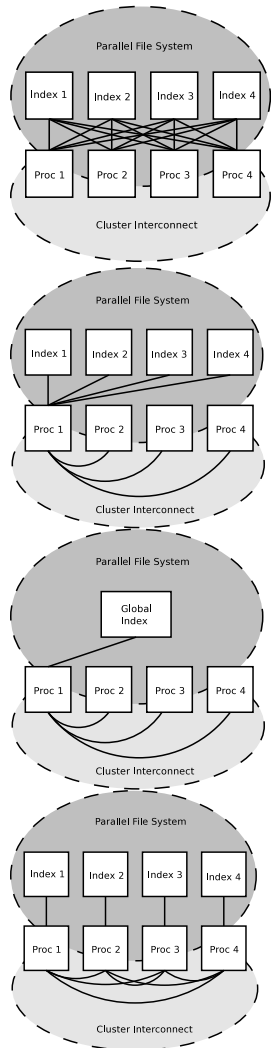 Parallel File System
Index 1 Index 2 Index 3 Index 4
Proc 1 Proc 2 Proc 3 Proc 4
Cluster Interconnect
Parallel File System
Index 1 Index 2 Index 3 Index 4
Proc 1 Proc 2 Proc 3 Proc 4
Cluster Interconnect
Parallel File System
Global
Index
Proc 1 Proc 2 Proc 3 Proc 4
Cluster Interconnect
Parallel File System
Index 1 Index 2 Index 3 Index 4
Proc 1 Proc 2 Proc 3 Proc 4
Cluster Interconnect